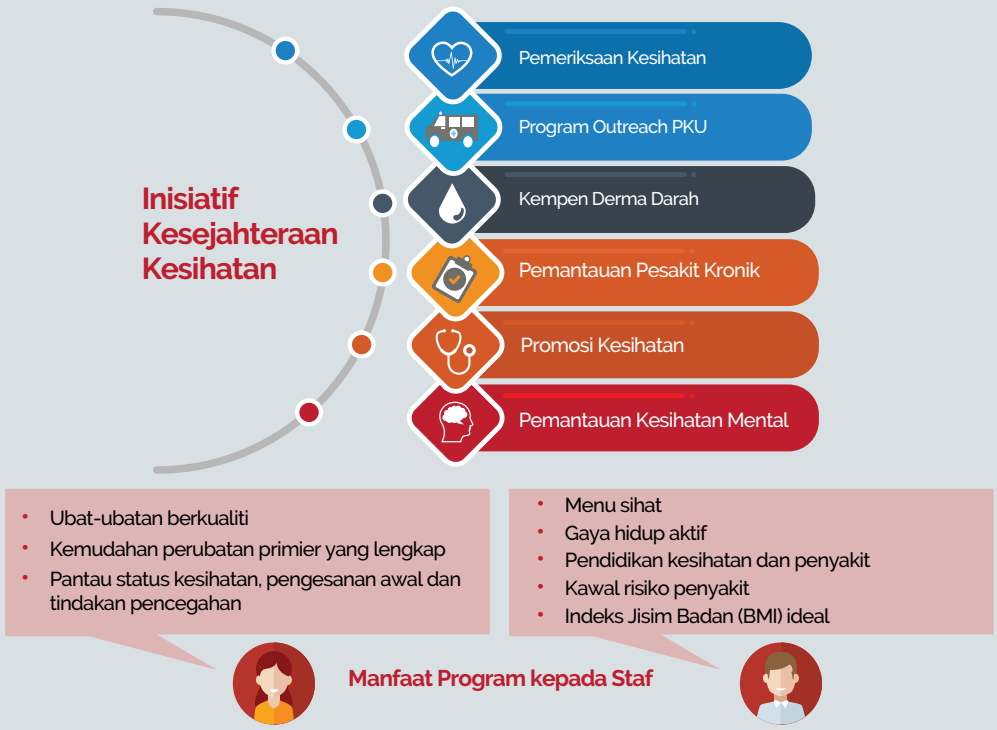 Inisiatif
Kesejahteraan
Kesihatan
Pemeriksaan Kesihatan
Program Outreach PKU
Kempen Derma Darah
Pemantauan Pesakit Kronik
Promosi Kesihatan
Pemantauan Kesihatan Mental
• Ubat-ubatan berkualiti
• Kemudahan perubatan primier yang lengkap
• Pantau status kesihatan, pengesanan awal dan
tindakan pencegahan
• Menu sihat
• Gaya hidup aktif
• Pendidikan kesihatan dan penyakit
• Kawal risiko penyakit
• Indeks Jisim Badan (BMI) ideal
Manfaat Program kepada Staf